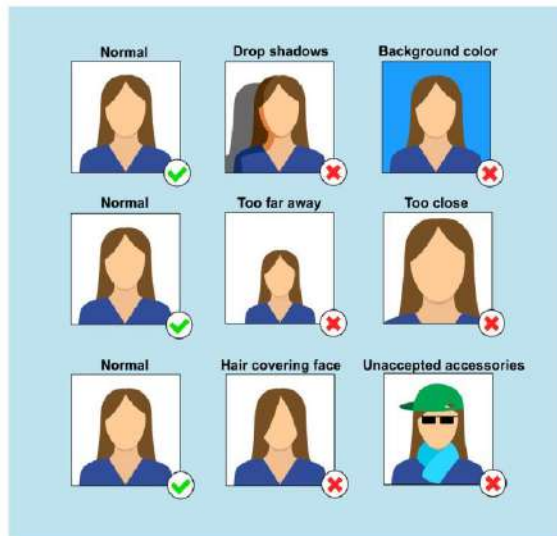 Normal
Drop shadows
Background color
Normal
Too far away
Too close
Normal
Hair covering face
Unaccepted accessories